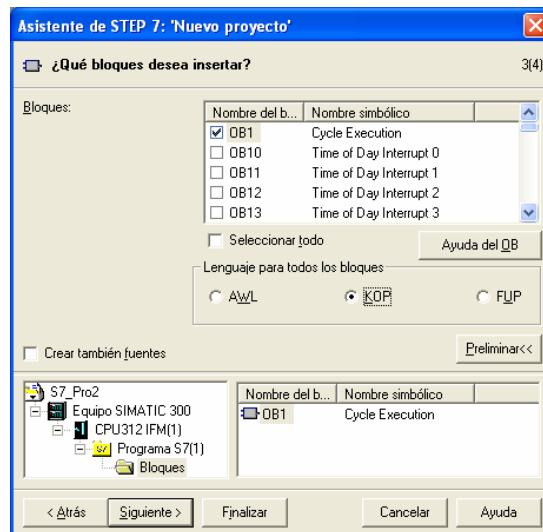 Asistente de STEP 7: 'Nuevo proyecto'
¿Qué bloques desea insertar? 3(4)
Bloques:
Nombre del b... Nombre simbólico
OB1 Cycle Execution
OB10 Time of Day Interrupt 0
OB11 Time of Day Interrupt 1
OB12 Time of Day Interrupt 2
OB13 Time of Day Interrupt 3
Seleccionar todo Ayuda del OB
Lenguaje para todos los bloques
AWL KOP FUP
Crear también fuentes Preliminar<<
S7_Pro2
Equipo SIMATIC 300
CPU312 IFM(1)
Programa S7(1)
Bloques
Nombre del b... Nombre simbólico
OB1 Cycle Execution
< Atrás Siguiente > Finalizar Cancelar Ayuda